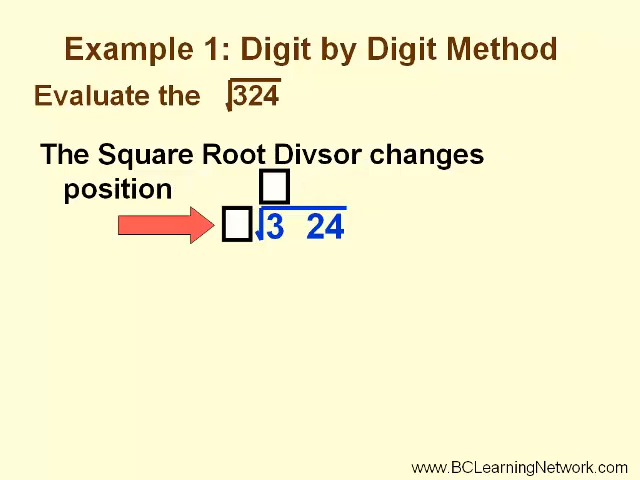 Example 1: Digit by Digit Method
Evaluate the √324
The Square Root Divsor changes
position
√3 24
www.BCLearningNetwork.com